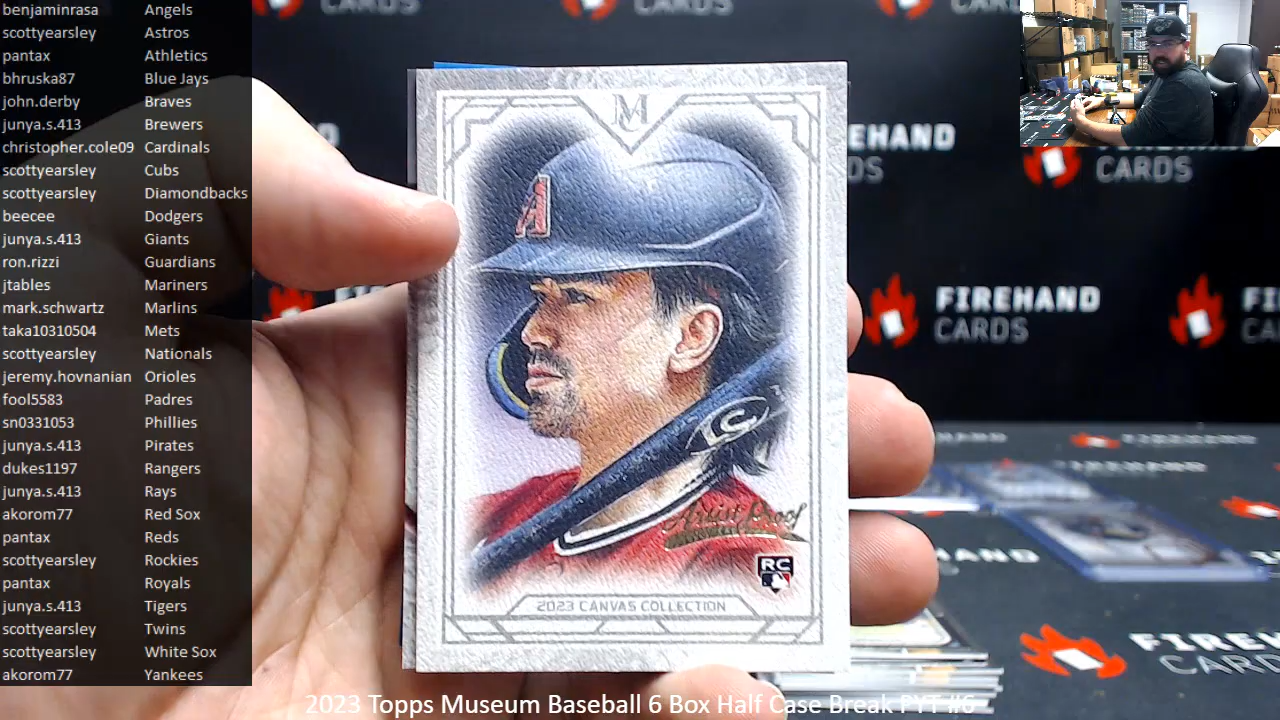 benjaminrasa Angels
scottyearsley Astros
pantax Athletics
bhruska87 Blue Jays
john.derby Braves
junya.s.413 Brewers
christopher.cole09 Cardinals
scottyearsley Cubs
scottyearsley Diamondbacks
beecee Dodgers
junya.s.413 Giants
ron.rizzi Guardians
jtables Mariners
mark.schwartz Marlins
taka10310504 Mets
scottyearsley Nationals
jeremy.hovnanian Orioles
fool5583 Padres
sn0331053 Phillies
junya.s.413 Pirates
dukes1197 Rangers
junya.s.413 Rays
akorom77 Red Sox
pantax Reds
scottyearsley Rockies
pantax Royals
junya.s.413 Tigers
scottyearsley Twins
scottyearsley White Sox
akorom77 Yankees
M
A
Artist Proof
RC
2023 CANVAS COLLECTION
CARDS
CARDS
FIREHAND
CARDS
FIREHAND
CARDS
2023 Topps Museum Baseball 6 Box Half Case Break PYT #6